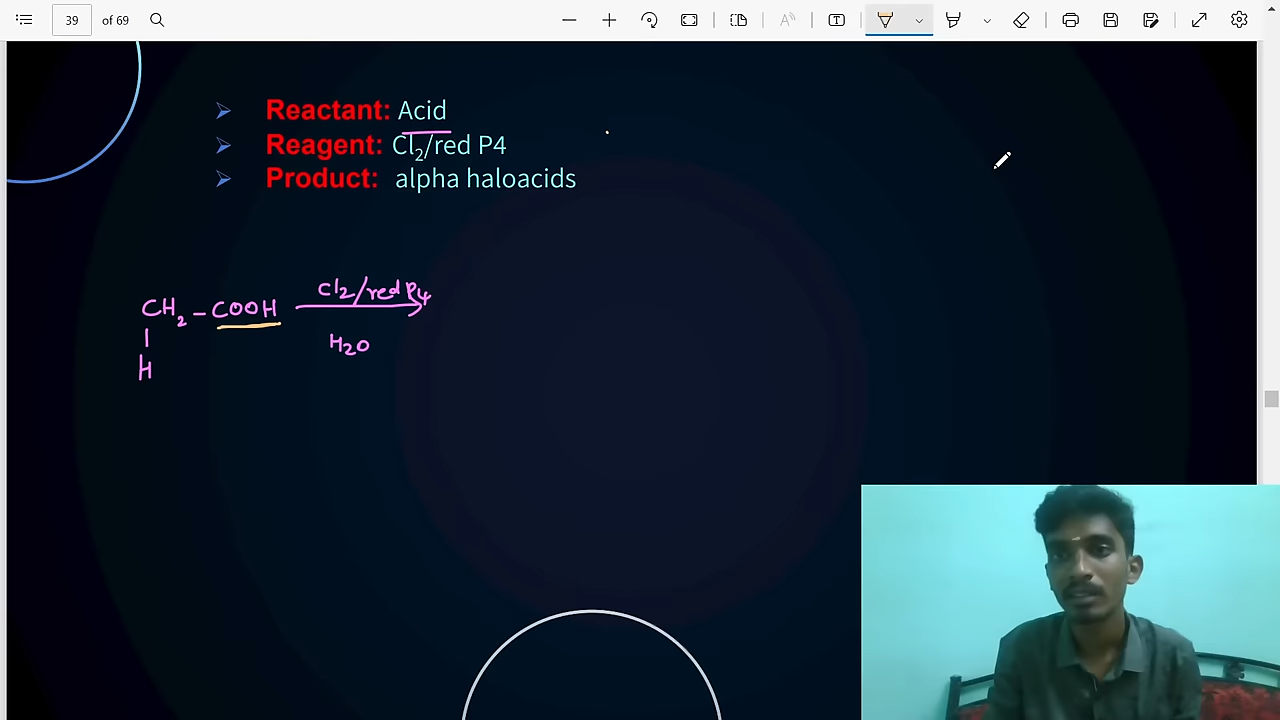 39 of 69
Reactant: Acid
Reagent: Cl₂/red P4
Product: alpha haloacids
Cl₂/red P₄
CH₂-COOH
H₂O
H